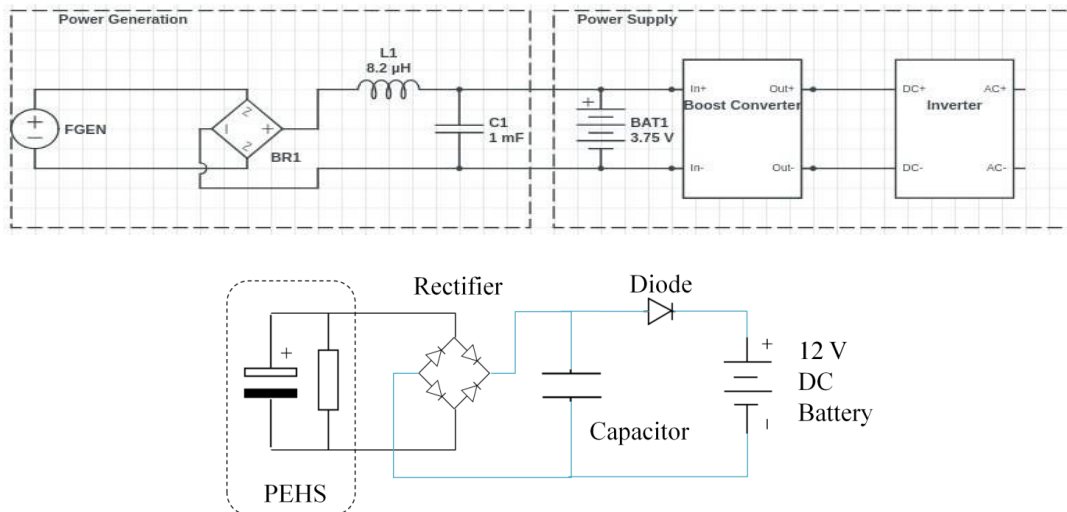 Power Generation
Power Supply
L1
8.2 µH
FGEN
BR1
C1
1 mF
BAT1
3.75 V
In+
Out+
Boost Converter
In-
Out-
DC+
AC+
Inverter
DC-
AC-
Rectifier
Diode
12 V
DC
Battery
Capacitor
PEHS